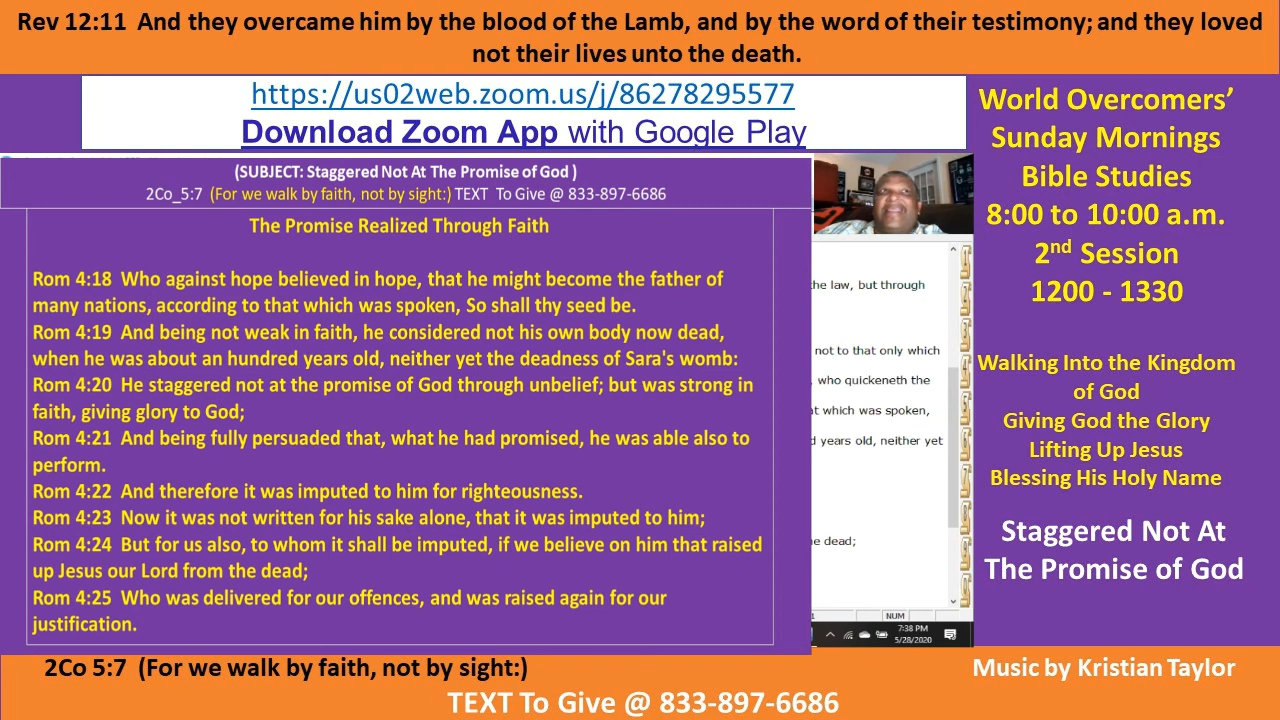 Rev 12:11 And they overcame him by the blood of the Lamb, and by the word of their testimony; and they loved
not their lives unto the death.
https://us02web.zoom.us/j/86278295577
Download Zoom App with Google Play
(SUBJECT: Staggered Not At The Promise of God )
2Co_5:7 (For we walk by faith, not by sight:) TEXT To Give @ 833-897-6686
The Promise Realized Through Faith
Rom 4:18 Who against hope believed in hope, that he might become the father of
many nations, according to that which was spoken, So shall thy seed be.
Rom 4:19 And being not weak in faith, he considered not his own body now dead,
when he was about an hundred years old, neither yet the deadness of Sara's womb:
Rom 4:20 He staggered not at the promise of God through unbelief; but was strong in
faith, giving glory to God;
Rom 4:21 And being fully persuaded that, what he had promised, he was able also to
perform.
Rom 4:22 And therefore it was imputed to him for righteousness.
Rom 4:23 Now it was not written for his sake alone, that it was imputed to him;
Rom 4:24 But for us also, to whom it shall be imputed, if we believe on him that raised
up Jesus our Lord from the dead;
Rom 4:25 Who was delivered for our offences, and was raised again for our
justification.
the law, but through
not to that only which
, who quickeneth the
which was spoken,
years old, neither yet
dead;
NUM
7:38 PM
5/28/2020
World Overcomers’
Sunday Mornings
Bible Studies
8:00 to 10:00 a.m.
2nd Session
1200 - 1330
Walking Into the Kingdom
of God
Giving God the Glory
Lifting Up Jesus
Blessing His Holy Name
Staggered Not At
The Promise of God
2Co 5:7 (For we walk by faith, not by sight:)
Music by Kristian Taylor
TEXT To Give @ 833-897-6686